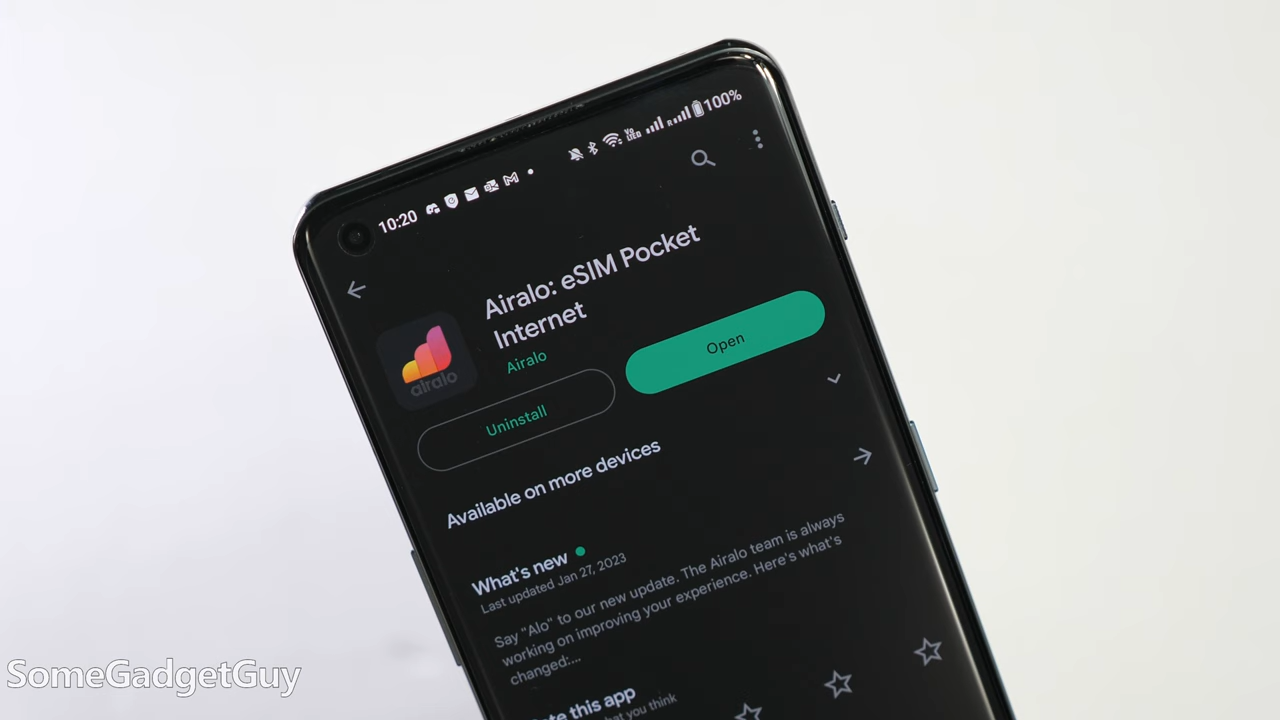 10:20
100%
Airalo: eSIM Pocket
Internet
Airalo
airalo
Uninstall
Open
Available on more devices
What's new
Last updated Jan 27, 2023
Say "Alo" to our new update. The Airalo team is always
working on improving your experience. Here's what's
changed:...
this app
you think
SomeGadgetGuy